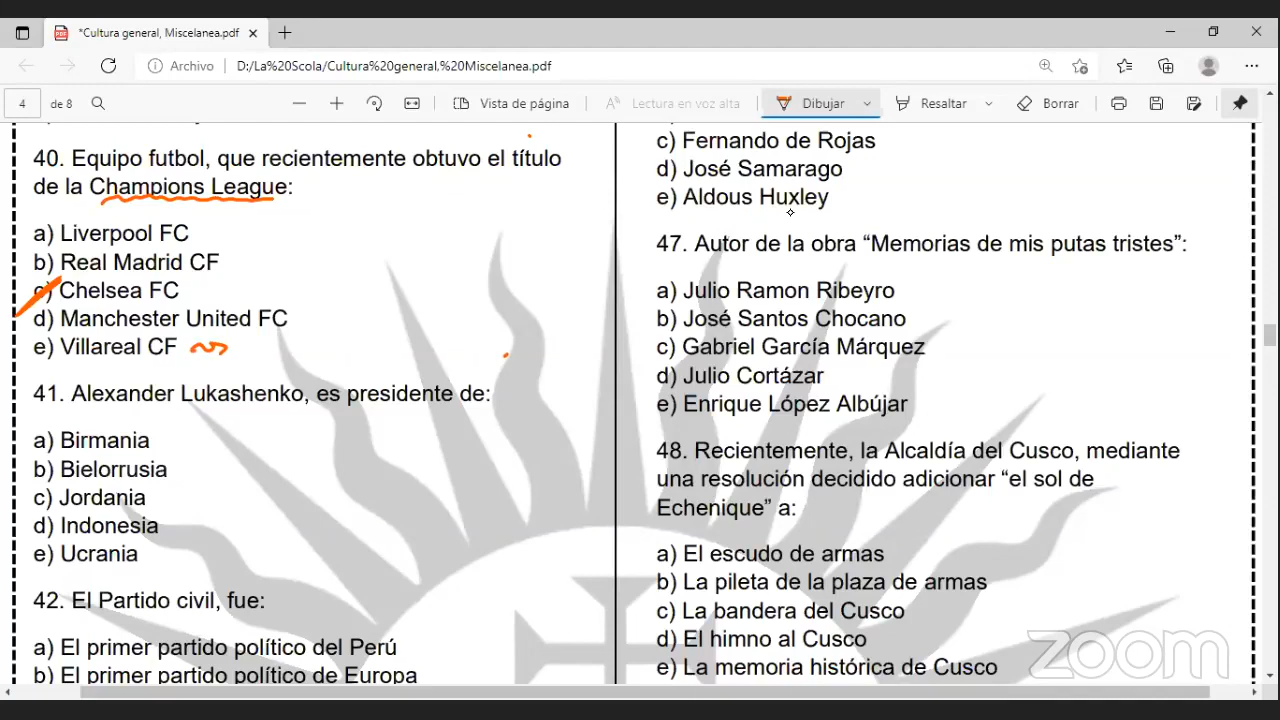 *Cultura general, Miscelanea.pdf
Archivo
D:/La%20Scola/Cultura%20general,%20Miscelanea.pdf
4 de 8
Vista de página
Lectura en voz alta
Dibujar
Resaltar
Borrar
40. Equipo futbol, que recientemente obtuvo el título
de la Champions League:
a) Liverpool FC
b) Real Madrid CF
c) Chelsea FC
d) Manchester United FC
e) Villareal CF
41. Alexander Lukashenko, es presidente de:
a) Birmania
b) Bielorrusia
c) Jordania
d) Indonesia
e) Ucrania
42. El Partido civil, fue:
a) El primer partido político del Perú
b) El primer partido político de Europa
c) Fernando de Rojas
d) José Samarago
e) Aldous Huxley
47. Autor de la obra “Memorias de mis putas tristes”:
a) Julio Ramon Ribeyro
b) José Santos Chocano
c) Gabriel García Márquez
d) Julio Cortázar
e) Enrique López Albújar
48. Recientemente, la Alcaldía del Cusco, mediante
una resolución decidido adicionar “el sol de
Echenique” a:
a) El escudo de armas
b) La pileta de la plaza de armas
c) La bandera del Cusco
d) El himno al Cusco
e) La memoria histórica de Cusco
zoom